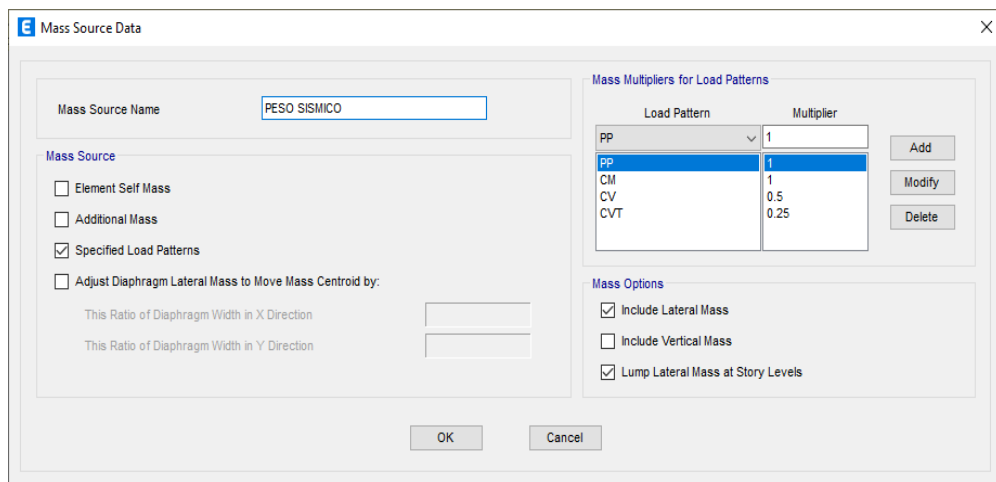 E Mass Source Data
Mass Source Name PESO SISMICO
Mass Source
Element Self Mass
Additional Mass
Specified Load Patterns
Adjust Diaphragm Lateral Mass to Move Mass Centroid by:
This Ratio of Diaphragm Width in X Direction
This Ratio of Diaphragm Width in Y Direction
Mass Multipliers for Load Patterns
Load Pattern Multiplier
PP 1
PP 1
CM 1
CV 0.5
CVT 0.25
Add
Modify
Delete
Mass Options
Include Lateral Mass
Include Vertical Mass
Lump Lateral Mass at Story Levels
OK Cancel